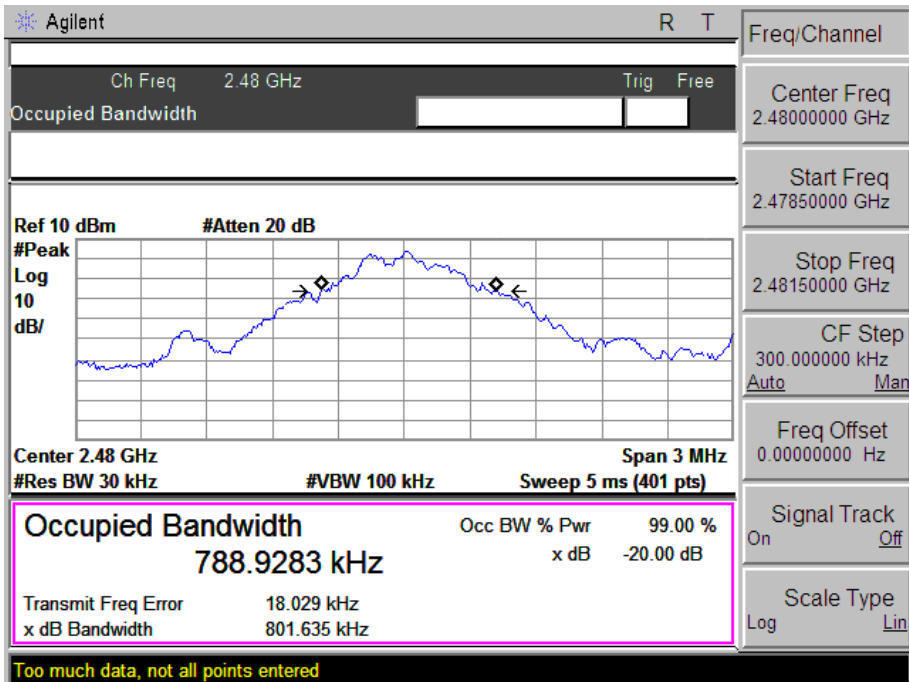 Agilent R T
Ch Freq 2.48 GHz Trig Free
Occupied Bandwidth
Ref 10 dBm #Atten 20 dB
#Peak
Log
10
dB/
Center 2.48 GHz Span 3 MHz
#Res BW 30 kHz #VBW 100 kHz Sweep 5 ms (401 pts)
Occupied Bandwidth
788.9283 kHz
Occ BW % Pwr 99.00 %
x dB -20.00 dB
Transmit Freq Error 18.029 kHz
x dB Bandwidth 801.635 kHz
Too much data, not all points entered
Freq/Channel
Center Freq
2.48000000 GHz
Start Freq
2.47850000 GHz
Stop Freq
2.48150000 GHz
CF Step
300.000000 kHz
Auto Man
Freq Offset
0.00000000 Hz
Signal Track
On Off
Scale Type
Log Lin